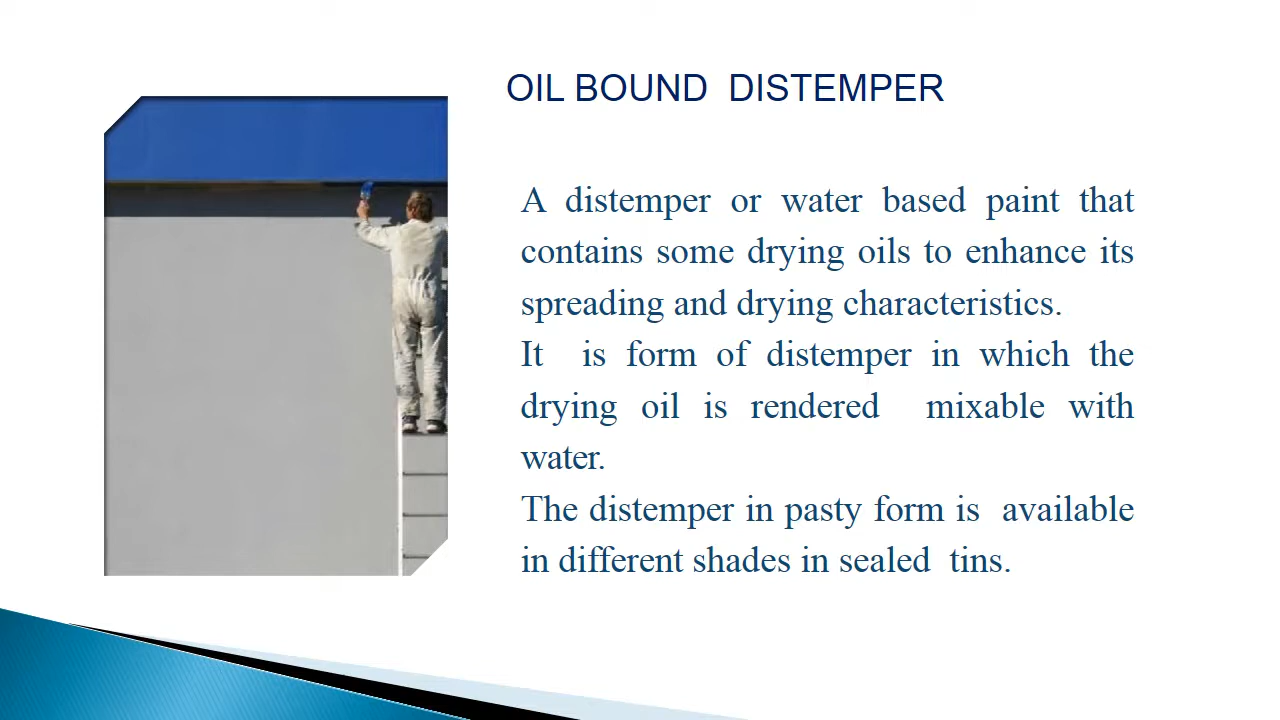 OIL BOUND DISTEMPER
A distemper or water based paint that
contains some drying oils to enhance its
spreading and drying characteristics.
It is form of distemper in which the
drying oil is rendered mixable with
water.
The distemper in pasty form is available
in different shades in sealed tins.